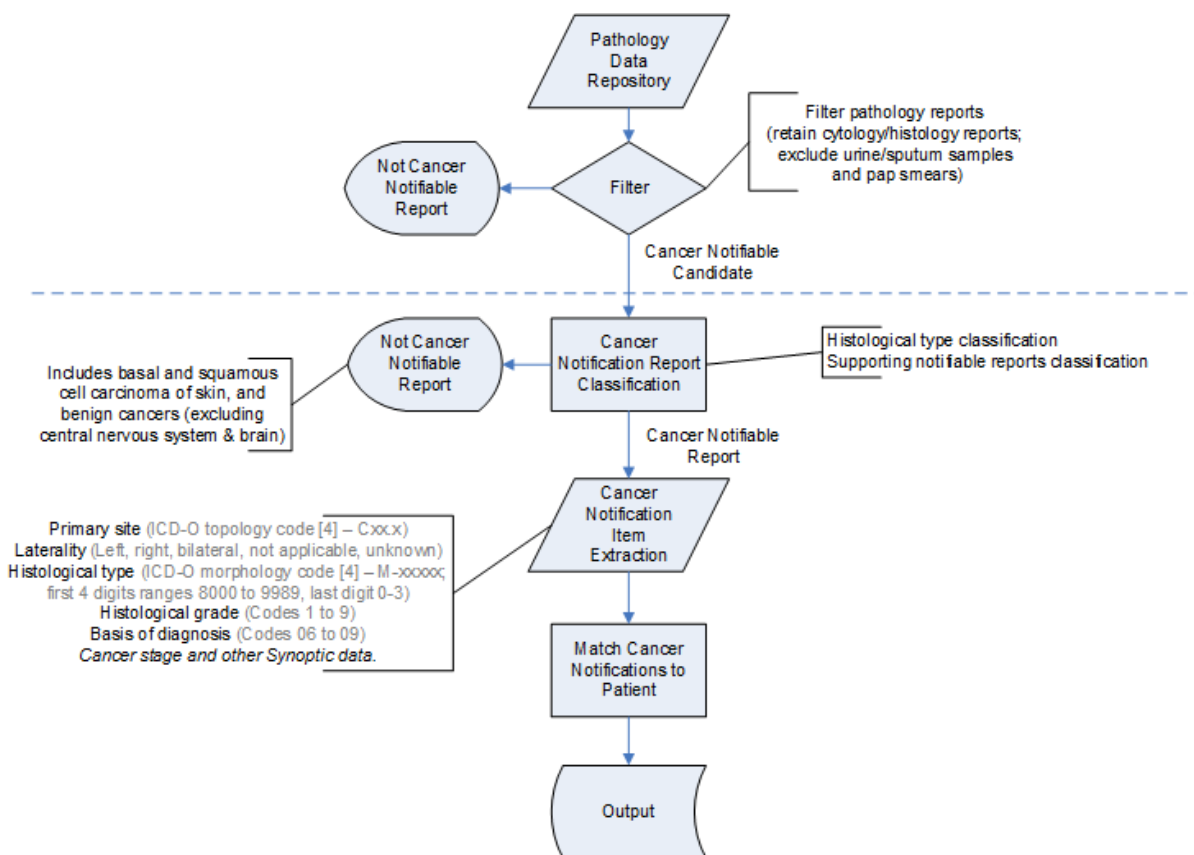 Pathology
Data
Repository
Filter pathology reports
(retain cytology/histology reports;
exclude urine/sputum samples
and pap smears)
Not Cancer
Notifiable
Report
Filter
Cancer Notifiable
Candidate
Cancer
Notification Report
Classification
Not Cancer
Notifiable
Report
Histological type classification
Supporting notifiable reports classification
Includes basal and squamous
cell carcinoma of skin, and
benign cancers (excluding
central nervous system & brain)
Cancer Notifiable
Report
Cancer
Notification
Item
Extraction
Primary site (ICD-O topology code [4] – Cxx.x)
Laterality (Left, right, bilateral, not applicable, unknown)
Histological type (ICD-O morphology code [4] – M-xxxxx;
first 4 digits ranges 8000 to 9989, last digit 0-3)
Histological grade (Codes 1 to 9)
Basis of diagnosis (Codes 06 to 09)
Cancer stage and other Synoptic data.
Match Cancer
Notifications to
Patient
Output